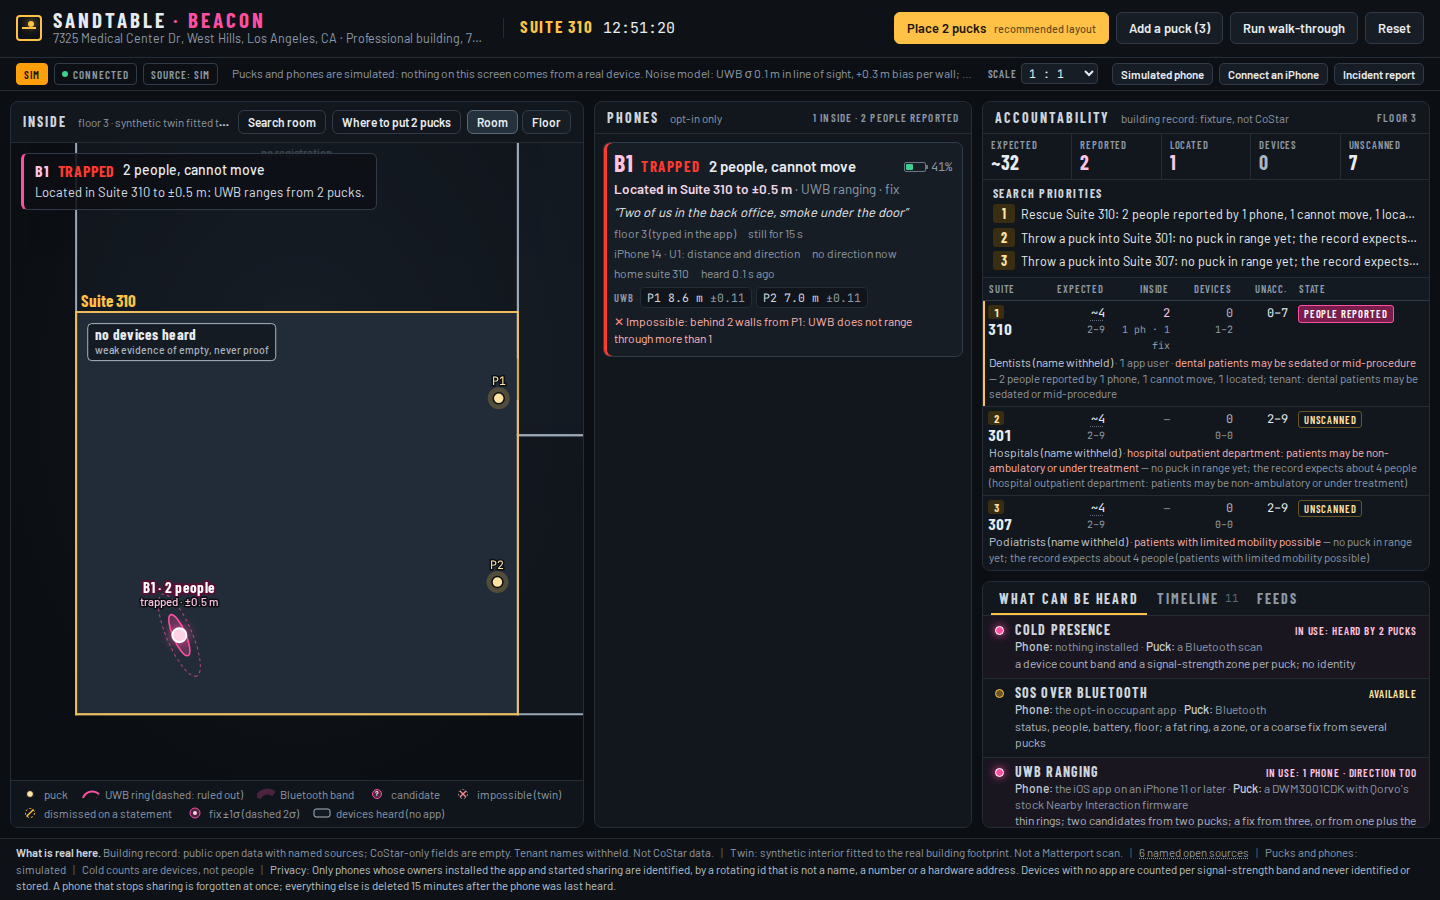 SANDTABLE · BEACON
7325 Medical Center Dr, West Hills, Los Angeles, CA · Professional building, 7…
SUITE 310 12:51:20
Place 2 pucks recommended layout
Add a puck (3)
Run walk-through
Reset
SIM
CONNECTED
SOURCE: SIM
Pucks and phones are simulated: nothing on this screen comes from a real device. Noise model: UWB σ 0.1 m in line of sight, +0.3 m bias per wall; …
SCALE 1 : 1
Simulated phone
Connect an iPhone
Incident report
INSIDE floor 3 · synthetic twin fitted t…
Search room
Where to put 2 pucks
Room
Floor
no registration
B1 TRAPPED 2 people, cannot move
Located in Suite 310 to ±0.5 m: UWB ranges from 2 pucks.
Suite 310
no devices heard
weak evidence of empty, never proof
P1
P2
B1 · 2 people
trapped · ±0.5 m
puck
UWB ring (dashed: ruled out)
Bluetooth band
candidate
impossible (twin)
dismissed on a statement
fix ±1σ (dashed 2σ)
devices heard (no app)
PHONES opt-in only
1 INSIDE · 2 PEOPLE REPORTED
B1 TRAPPED 2 people, cannot move 41%
Located in Suite 310 to ±0.5 m · UWB ranging · fix
"Two of us in the back office, smoke under the door"
floor 3 (typed in the app) still for 15 s
iPhone 14 · U1: distance and direction no direction now
home suite 310 heard 0.1 s ago
UWB P1 8.6 m ±0.11 P2 7.0 m ±0.11
✕ Impossible: behind 2 walls from P1: UWB does not range
through more than 1
ACCOUNTABILITY building record: fixture, not CoStar FLOOR 3
EXPECTED REPORTED LOCATED DEVICES UNSCANNED
~32 2 1 0 7
SEARCH PRIORITIES
1 Rescue Suite 310: 2 people reported by 1 phone, 1 cannot move, 1 loca…
2 Throw a puck into Suite 301: no puck in range yet; the record expects…
3 Throw a puck into Suite 307: no puck in range yet; the record expects…
SUITE EXPECTED INSIDE DEVICES UNACC. STATE
1 ~4 2 0 0–7 PEOPLE REPORTED
310 2–9 1 ph · 1 1–2
fix
Dentists (name withheld) · 1 app user · dental patients may be sedated or mid-procedure
— 2 people reported by 1 phone, 1 cannot move, 1 located; tenant: dental patients may be
sedated or mid-procedure
2 ~4 – 0 2–9 UNSCANNED
301 2–9 0–0
Hospitals (name withheld) · hospital outpatient department: patients may be non-
ambulatory or under treatment — no puck in range yet; the record expects about 4 people
(hospital outpatient department: patients may be non-ambulatory or under treatment)
3 ~4 – 0 2–9 UNSCANNED
307 2–9 0–0
Podiatrists (name withheld) · patients with limited mobility possible — no puck in range
yet; the record expects about 4 people (patients with limited mobility possible)
WHAT CAN BE HEARD TIMELINE 11 FEEDS
COLD PRESENCE IN USE: HEARD BY 2 PUCKS
Phone: nothing installed · Puck: a Bluetooth scan
a device count band and a signal-strength zone per puck; no identity
SOS OVER BLUETOOTH AVAILABLE
Phone: the opt-in occupant app · Puck: Bluetooth
status, people, battery, floor; a fat ring, a zone, or a coarse fix from several
pucks
UWB RANGING IN USE: 1 PHONE · DIRECTION TOO
Phone: the iOS app on an iPhone 11 or later · Puck: a DWM3001CDK with Qorvo's
stock Nearby Interaction firmware
thin rings; two candidates from two pucks; a fix from three, or from one plus the
What is real here. Building record: public open data with named sources; CoStar-only fields are empty. Tenant names withheld. Not CoStar data. | Twin: synthetic interior fitted to the real building footprint. Not a Matterport scan. | 6 named open sources | Pucks and phones:
simulated | Cold counts are devices, not people | Privacy: Only phones whose owners installed the app and started sharing are identified, by a rotating id that is not a name, a number or a hardware address. Devices with no app are counted per signal-strength band and never identified or
stored. A phone that stops sharing is forgotten at once; everything else is deleted 15 minutes after the phone was last heard.